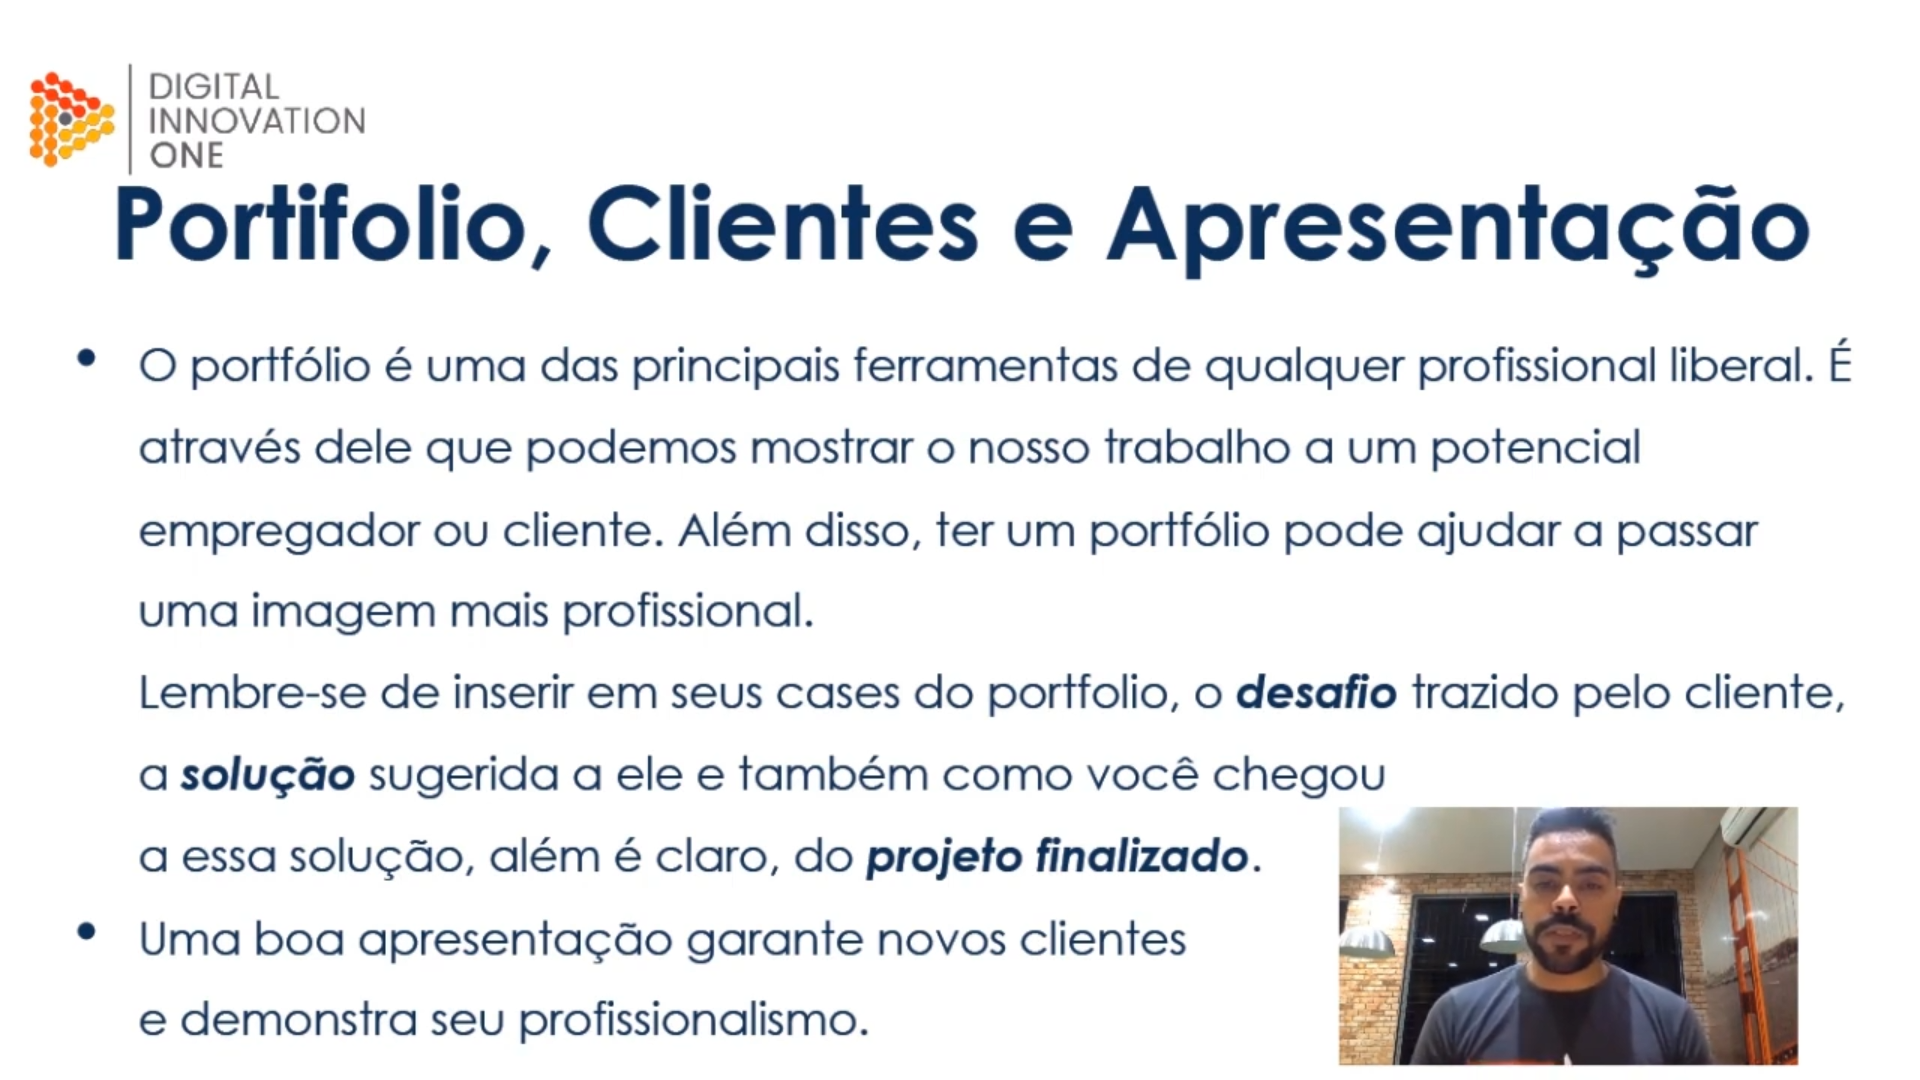 DIGITAL
INNOVATION
ONE
Portifolio, Clientes e Apresentação
• O portfólio é uma das principais ferramentas de qualquer profissional liberal. É
através dele que podemos mostrar o nosso trabalho a um potencial
empregador ou cliente. Além disso, ter um portfólio pode ajudar a passar
uma imagem mais profissional.
Lembre-se de inserir em seus cases do portfolio, o desafio trazido pelo cliente,
a solução sugerida a ele e também como você chegou
a essa solução, além é claro, do projeto finalizado.
• Uma boa apresentação garante novos clientes
e demonstra seu profissionalismo.